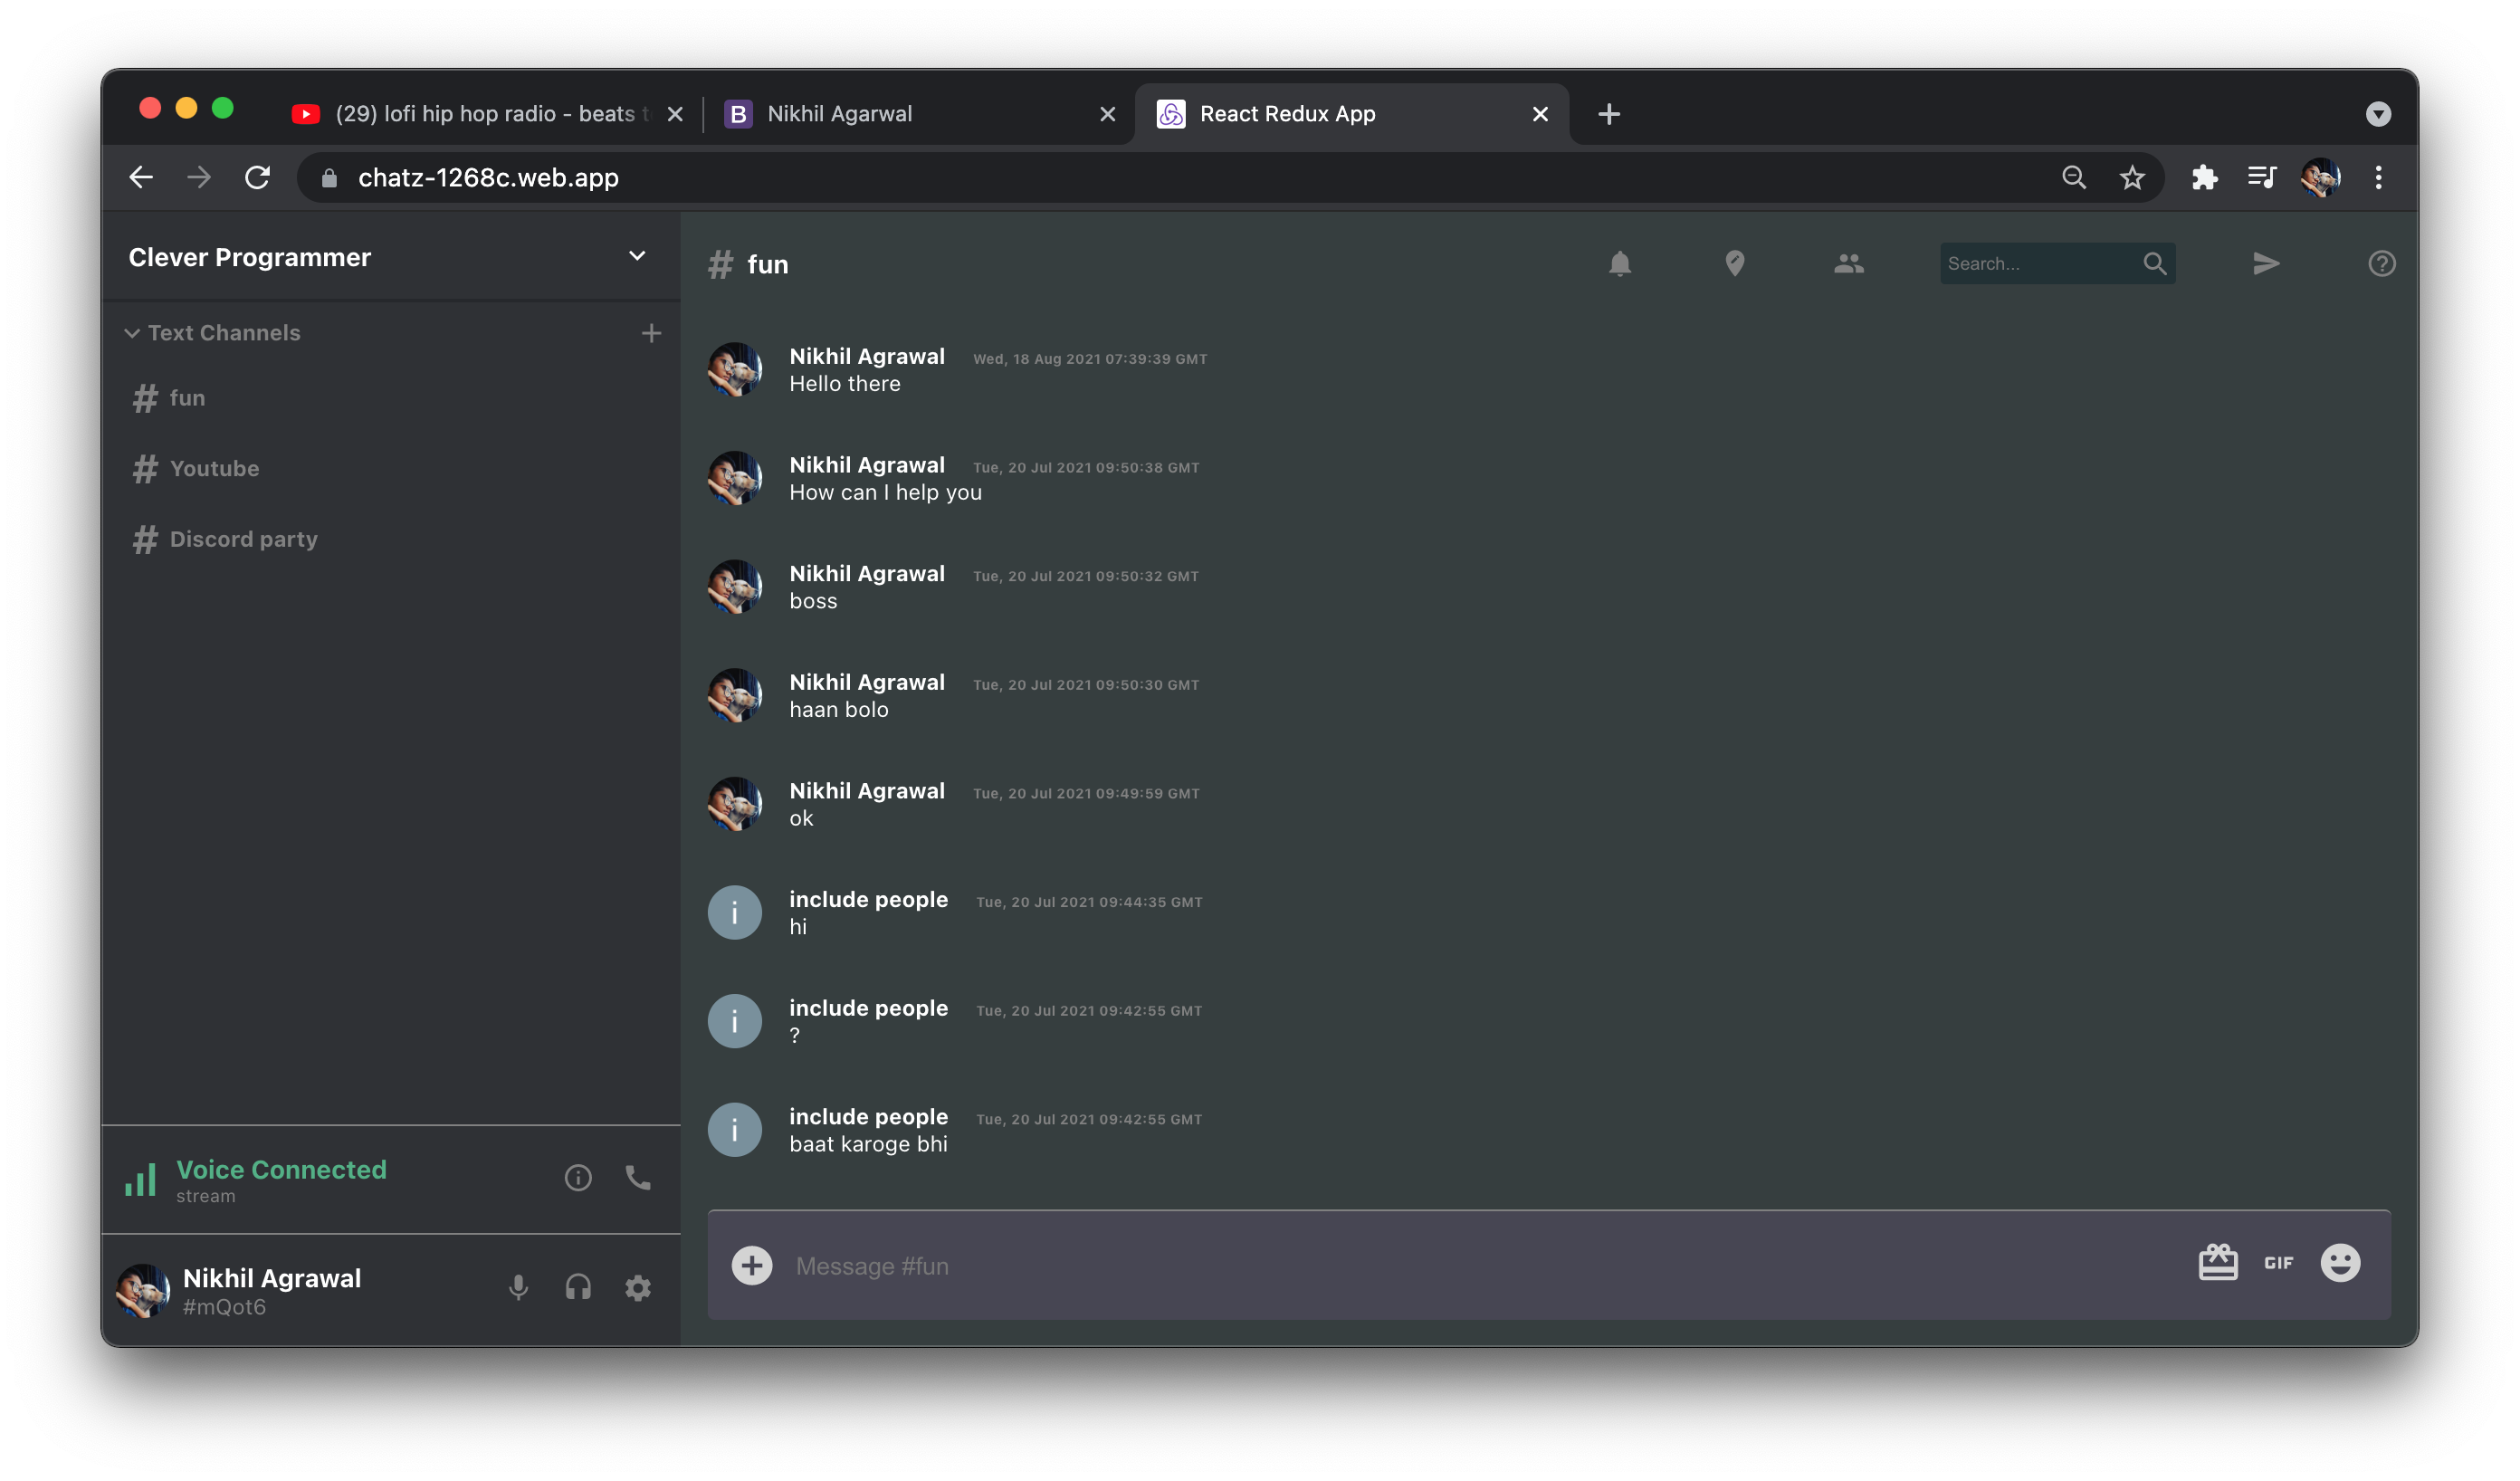 (29) lofi hip hop radio - beats t
B Nikhil Agarwal
React Redux App
chatz-1268c.web.app
Clever Programmer
Text Channels
# fun
# Youtube
# Discord party
Voice Connected
stream
Nikhil Agrawal
#mQot6
# fun
Search...
Nikhil Agrawal Wed, 18 Aug 2021 07:39:39 GMT
Hello there
Nikhil Agrawal Tue, 20 Jul 2021 09:50:38 GMT
How can I help you
Nikhil Agrawal Tue, 20 Jul 2021 09:50:32 GMT
boss
Nikhil Agrawal Tue, 20 Jul 2021 09:50:30 GMT
haan bolo
Nikhil Agrawal Tue, 20 Jul 2021 09:49:59 GMT
ok
i include people Tue, 20 Jul 2021 09:44:35 GMT
hi
i include people Tue, 20 Jul 2021 09:42:55 GMT
?
i include people Tue, 20 Jul 2021 09:42:55 GMT
baat karoge bhi
Message #fun
GIF